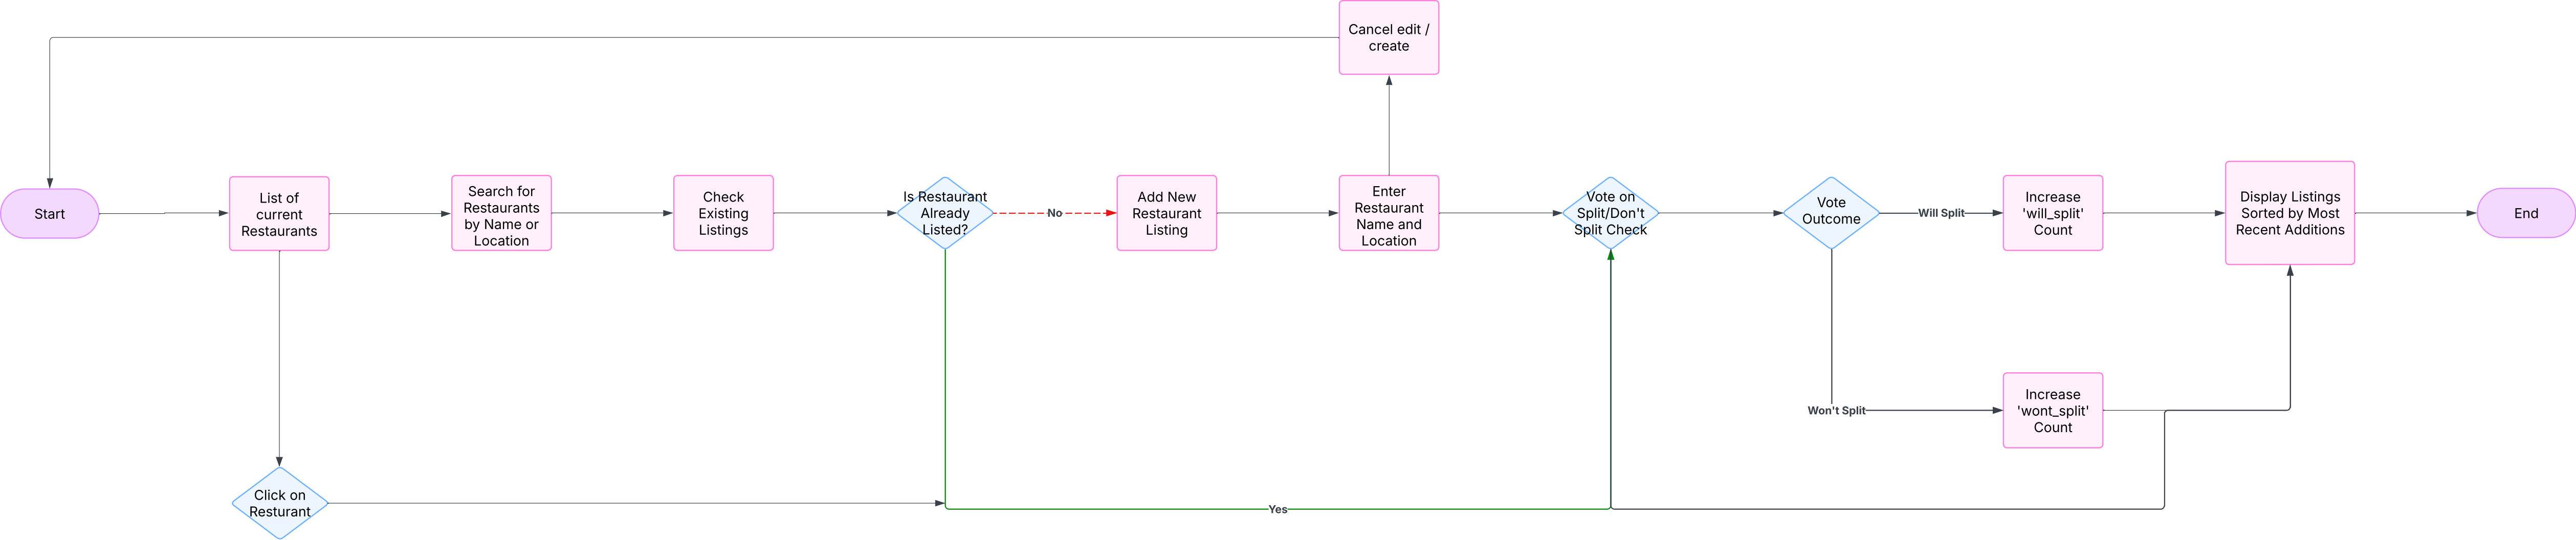 Cancel edit /
create
Start
List of
current
Restaurants
Search for
Restaurants
by Name or
Location
Check
Existing
Listings
Is Restaurant
Already
Listed?
No
Add New
Restaurant
Listing
Enter
Restaurant
Name and
Location
Vote on
Split/Don't
Split Check
Vote
Outcome
Will Split
Increase
'will_split'
Count
Display Listings
Sorted by Most
Recent Additions
End
Won't Split
Increase
'wont_split'
Count
Click on
Resturant
Yes